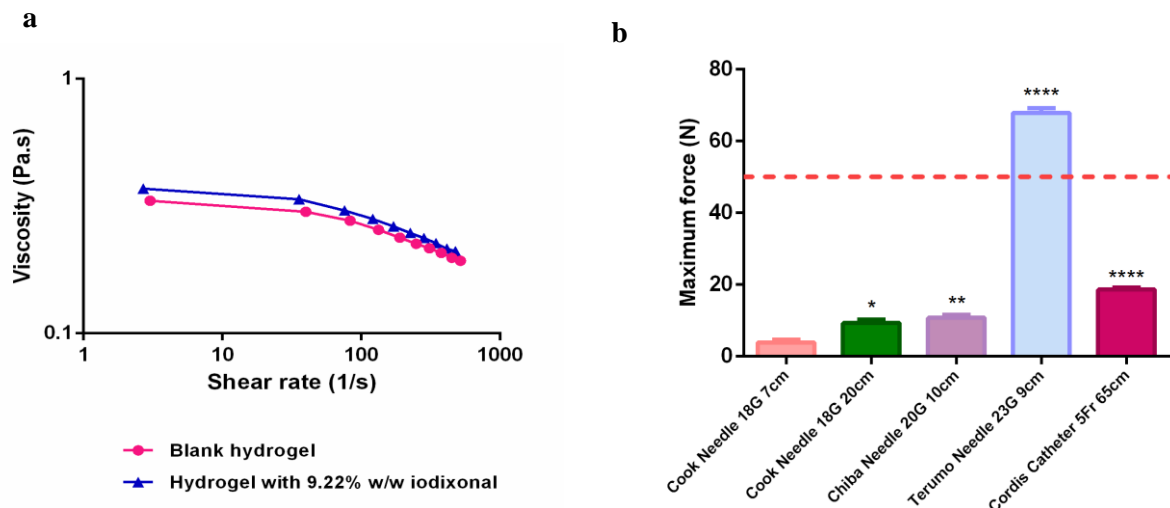 a
1
0.1
Viscosity (Pa.s)
1 10 100 1000
Shear rate (1/s)
Blank hydrogel
Hydrogel with 9.22% w/w iodixonal
b
80
60
40
20
0
Maximum force (N)
****
*
**
****
Cook Needle 18G 7cm
Cook Needle 18G 20cm
Chiba Needle 20G 10cm
Terumo Needle 23G 9cm
Cordis Catheter 5Fr 65cm